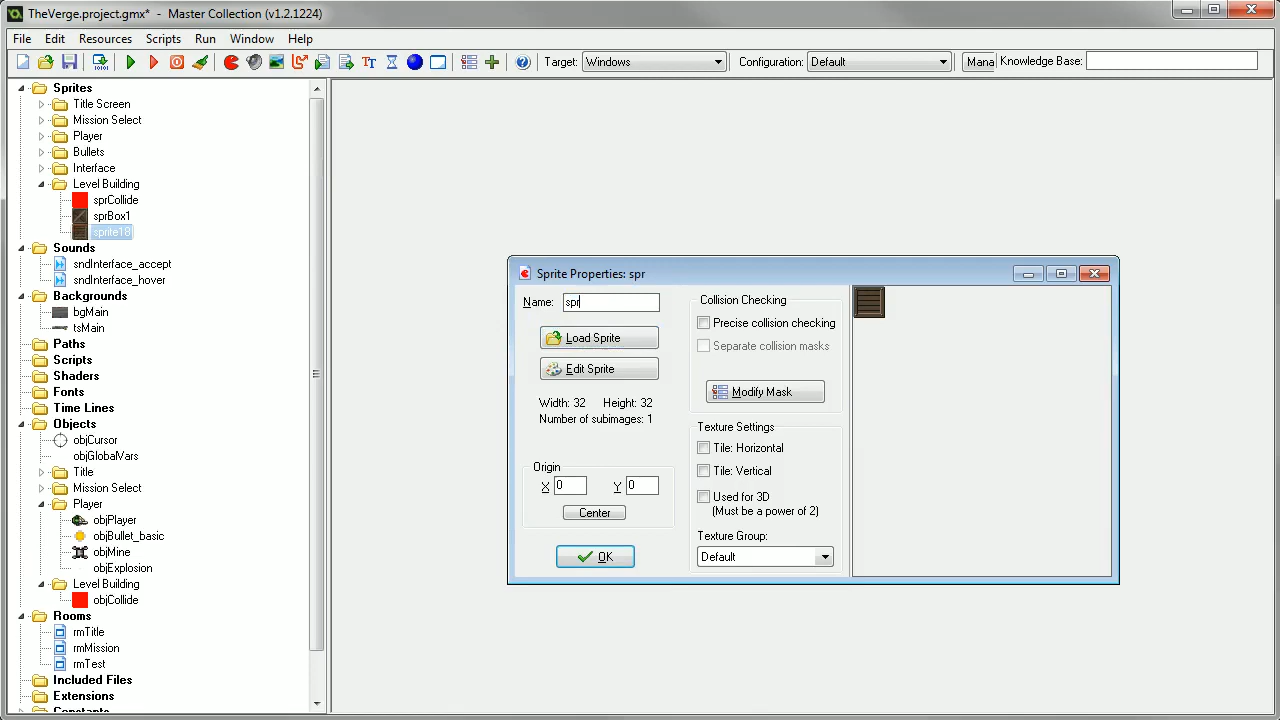 TheVerge.project.gmx* - Master Collection (v1.2.1224)
File Edit Resources Scripts Run Window Help
Target: Windows Configuration: Default Mana Knowledge Base:
Sprites
Title Screen
Mission Select
Player
Bullets
Interface
Level Building
sprCollide
sprBox1
sprite18
Sounds
sndInterface_accept
sndInterface_hover
Backgrounds
bgMain
tsMain
Paths
Scripts
Shaders
Fonts
Time Lines
Objects
objCursor
objGlobalVars
Title
Mission Select
Player
objPlayer
objBullet_basic
objMine
objExplosion
Level Building
objCollide
Rooms
rmTitle
rmMission
rmTest
Included Files
Extensions
Constants
Sprite Properties: spr
Name: spr
Load Sprite
Edit Sprite
Width: 32 Height: 32
Number of subimages: 1
Origin
X 0 Y 0
Center
OK
Collision Checking
Precise collision checking
Separate collision masks
Modify Mask
Texture Settings
Tile: Horizontal
Tile: Vertical
Used for 3D
(Must be a power of 2)
Texture Group:
Default